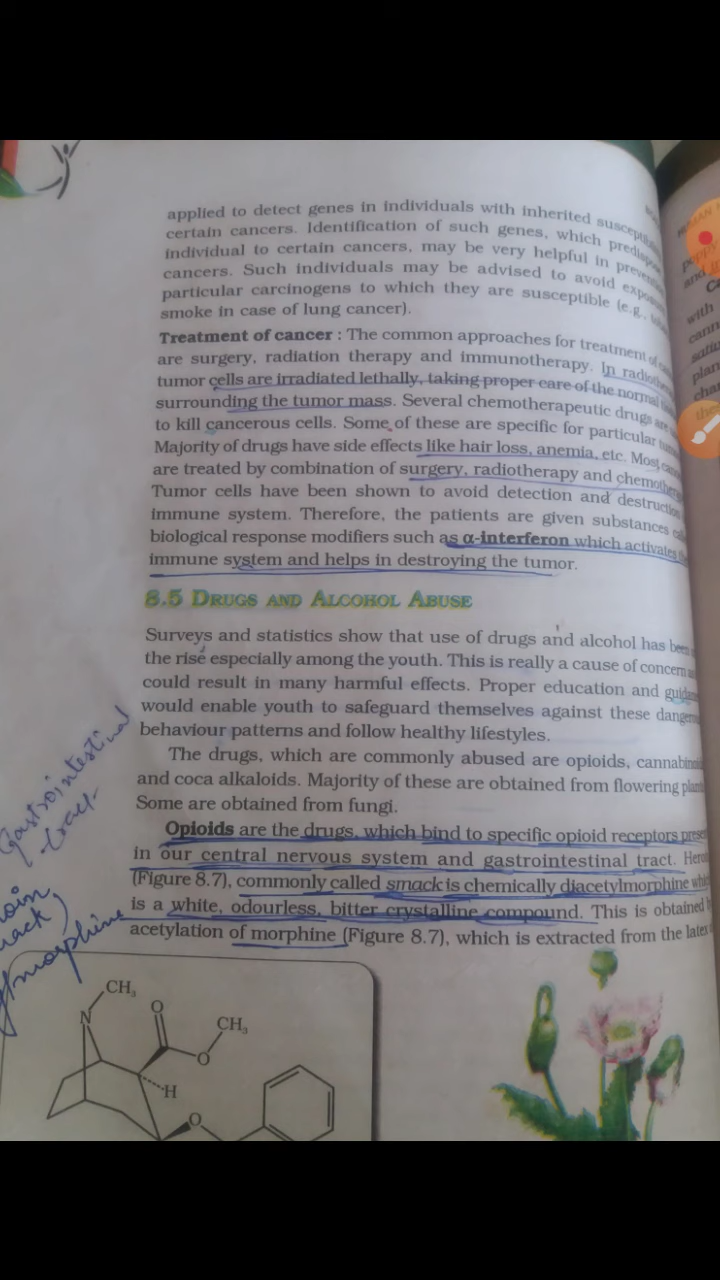 applied to detect genes in individuals with inherited
certain cancers. Identification of such genes, which
individual to certain cancers, may be very helpful in
cancers. Such individuals may be advised to avoid
particular carcinogens to which they are susceptible (e.g.,
smoke in case of lung cancer).
Treatment of cancer : The common approaches for treatment of
are surgery, radiation therapy and immunotherapy. In
tumor cells are irradiated lethally, taking proper care of the normal
surrounding the tumor mass. Several chemotherapeutic drugs are
to kill cancerous cells. Some of these are specific for particular
Majority of drugs have side effects like hair loss, anemia, etc. Most
are treated by combination of surgery, radiotherapy and
Tumor cells have been shown to avoid detection and destruction
immune system. Therefore, the patients are given substances
biological response modifiers such as α-interferon which activates
immune system and helps in destroying the tumor.
8.5 DRUGS AND ALCOHOL ABUSE
Surveys and statistics show that use of drugs and alcohol has been
the rise especially among the youth. This is really a cause of concern
could result in many harmful effects. Proper education and
would enable youth to safeguard themselves against these
behaviour patterns and follow healthy lifestyles.
The drugs, which are commonly abused are opioids,
and coca alkaloids. Majority of these are obtained from flowering
Some are obtained from fungi.
Opioids are the drugs, which bind to specific opioid receptors
in our central nervous system and gastrointestinal tract.
(Figure 8.7), commonly called smack is chemically diacetylmorphine
is a white, odourless, bitter crystalline compound. This is obtained
acetylation of morphine (Figure 8.7), which is extracted from the latex
Gastrointestinal
tract
CH₃
N
O
CH₃
O
H
O